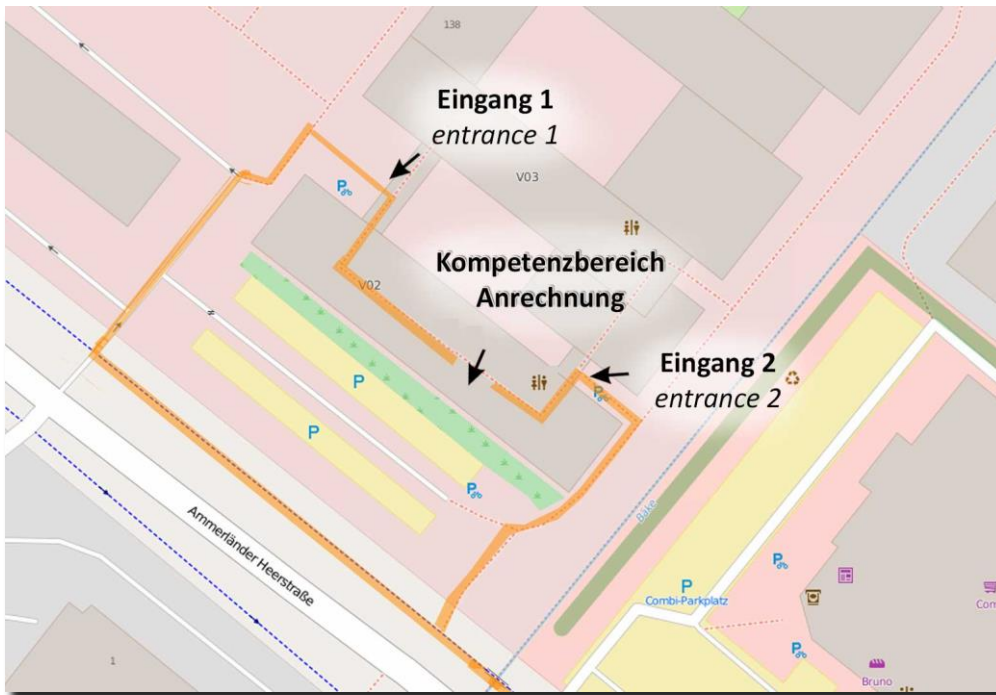 138
Eingang 1
entrance 1
V03
V02
Kompetenzbereich
Anrechnung
Eingang 2
entrance 2
P
P
P
P
P
P
Bäke
Ammerländer Heerstraße
P
Combi-Parkplatz
P
P
Com
Bruno
1